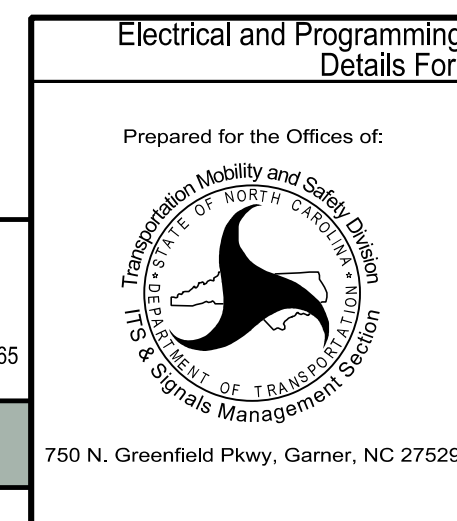 Electrical and Programming
Details For
Prepared for the Offices of:
Transportation Mobility and Safety Division
STATE OF NORTH CAROLINA
DEPARTMENT OF TRANSPORTATION
ITS & Signals Management Section
65
750 N. Greenfield Pkwy, Garner, NC 27529